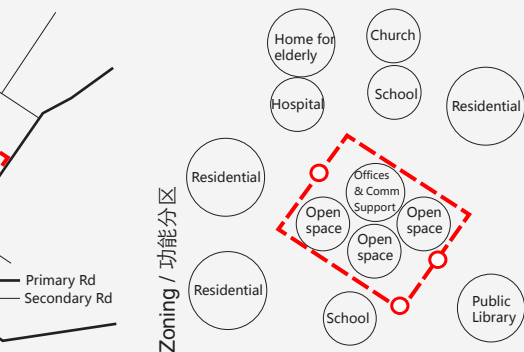 Primary Rd
Secondary Rd
Zoning / 功能分区
Home for
elderly
Church
Hospital
School
Residential
Residential
Offices
& Comm
Support
Open
space
Open
space
Open
space
Residential
School
Public
Library